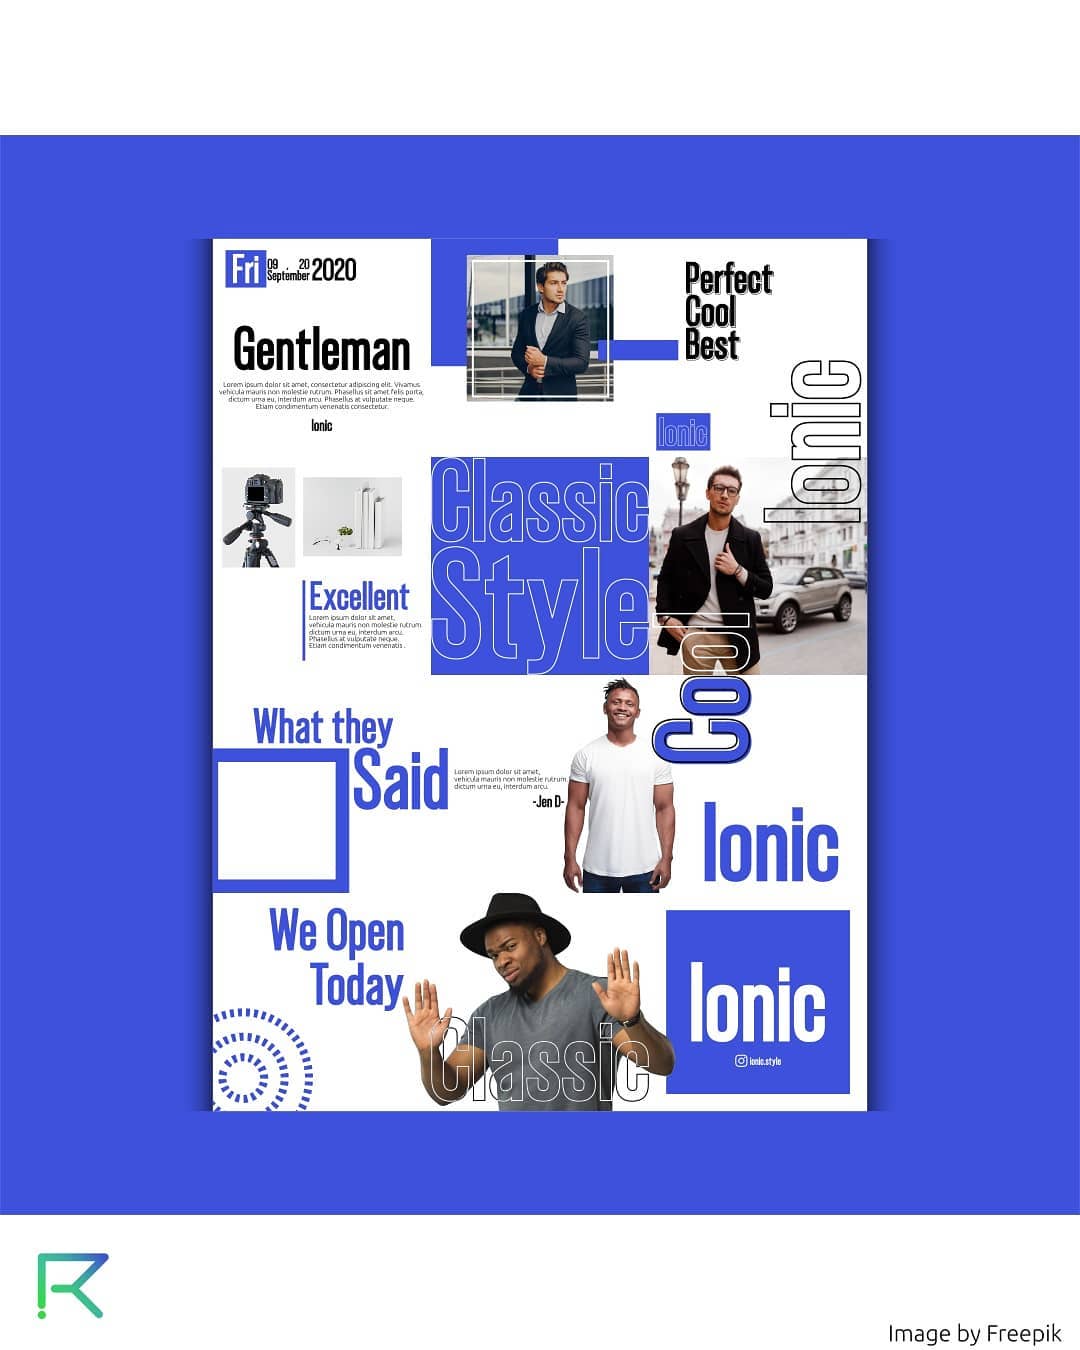 Fri
09 . 20
September
2020
Gentleman
Lorem ipsum dolor sit amet, consectetur adipiscing elit. Vivamus
vehicula mauris non molestie rutrum. Phasellus sit amet felis porta,
dictum urna eu, interdum arcu. Phasellus at vulputate neque.
Etiam condimentum venenatis consectetur.
Ionic
Perfect
Cool
Best
Ionic
Ionic
Classic
Style
Excellent
Lorem ipsum dolor sit amet,
vehicula mauris non molestie rutrum.
dictum urna eu, interdum arcu.
Phasellus at vulputate neque.
Etiam condimentum venenatis .
Cool
What they
Said
Lorem ipsum dolor sit amet,
vehicula mauris non molestie rutrum.
dictum urna eu, interdum arcu.
-Jen D-
Ionic
We Open
Today
Classic
Ionic
ionic.style
Image by Freepik